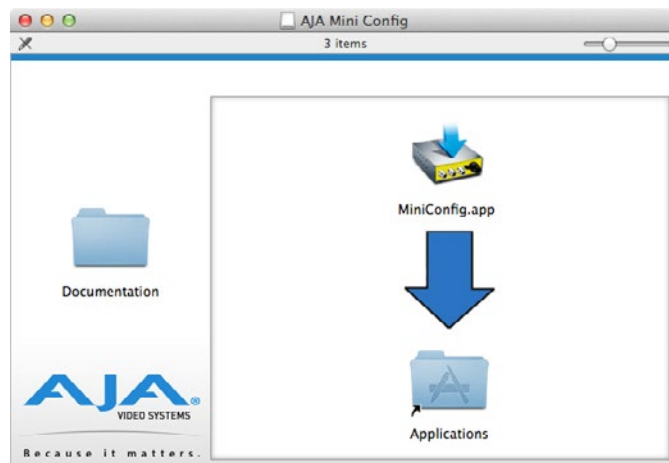 AJA Mini Config
3 items
MiniConfig.app
Documentation
Applications
AJA®
VIDEO SYSTEMS
Because it matters.